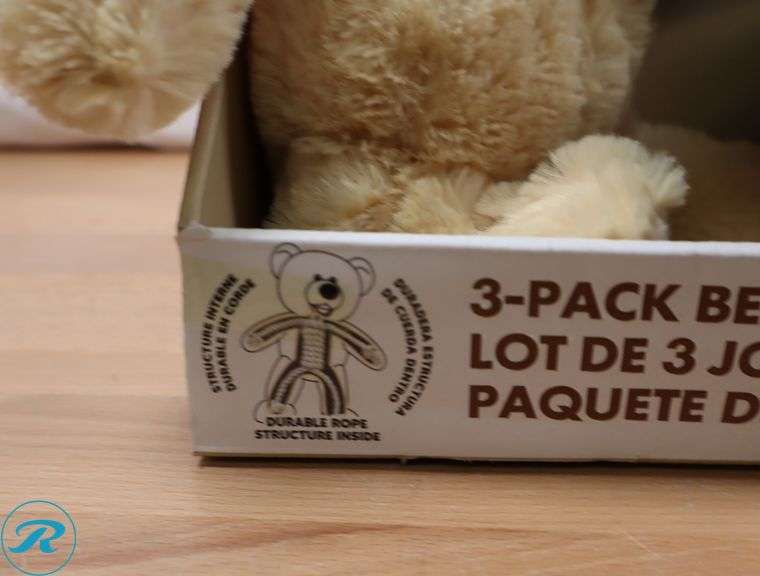 STRUCTURE INTERNE
DURABLE EN CORDE
DURADERA ESTRUCTURA
DE CUERDA DENTRO
DURABLE ROPE
STRUCTURE INSIDE
3-PACK BE
LOT DE 3 JO
PAQUETE D
R